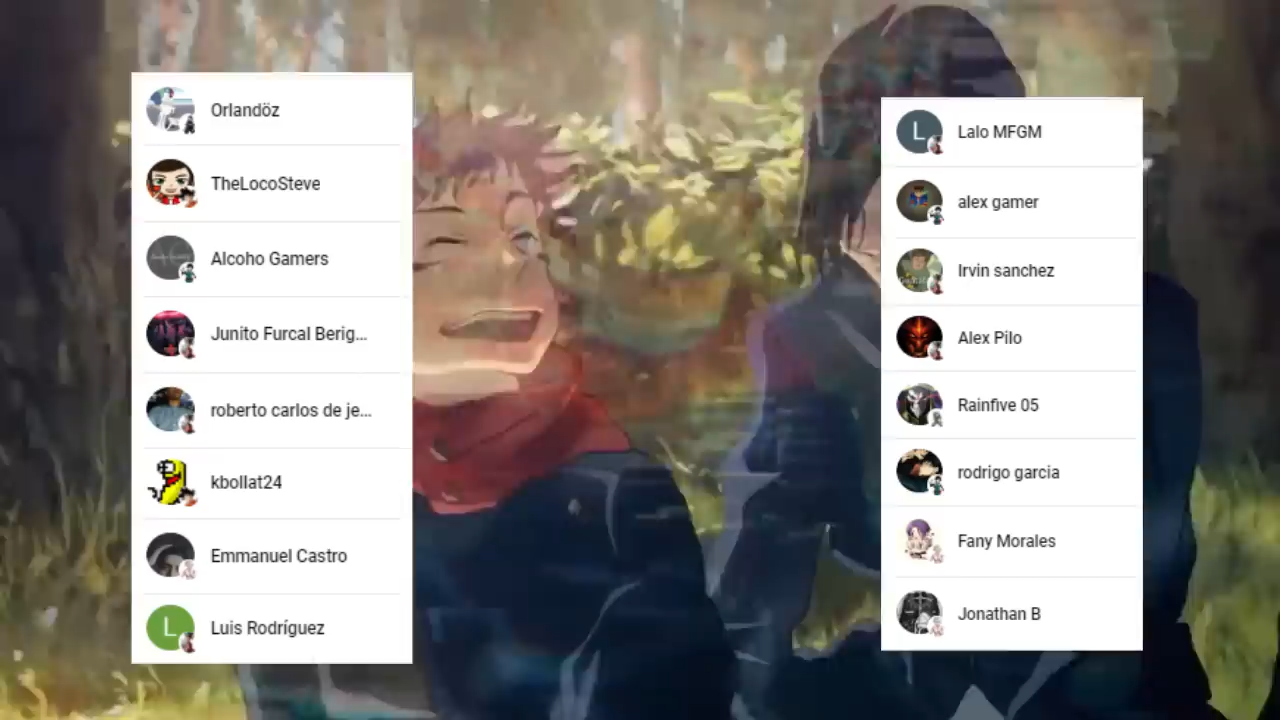 Orlandöz
TheLocoSteve
Alcoho Gamers
Junito Furcal Berig...
roberto carlos de je...
kbollat24
Emmanuel Castro
L
Luis Rodríguez
L
Lalo MFGM
alex gamer
Irvin sanchez
Alex Pilo
Rainfive 05
rodrigo garcia
Fany Morales
Jonathan B